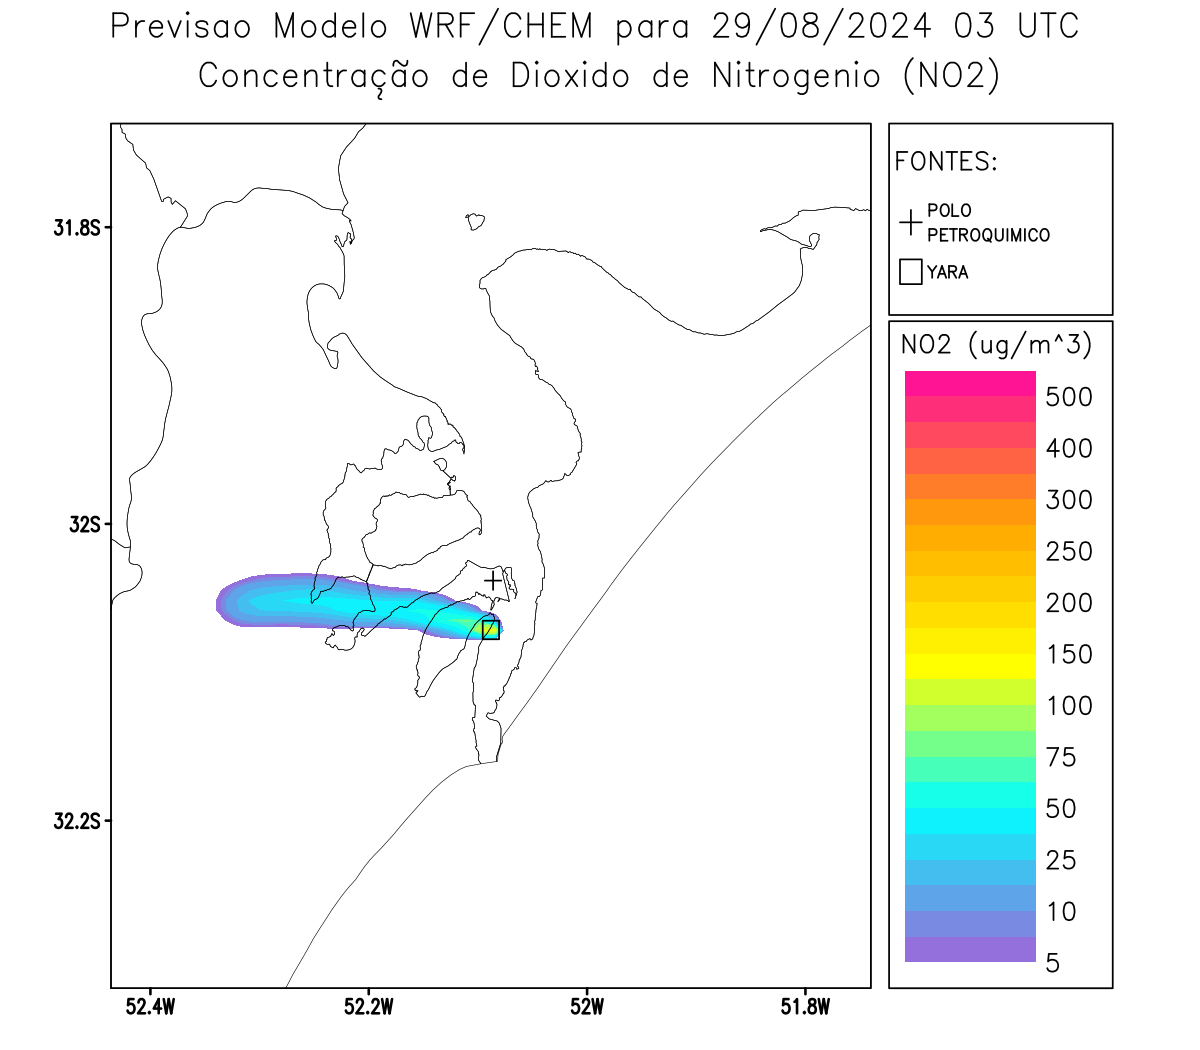 Previsao Modelo WRF/CHEM para 29/08/2024 03 UTC
Concentração de Dioxido de Nitrogenio (NO2)
FONTES:
POLO
PETROQUIMICO
YARA
31.8S
32S
32.2S
52.4W
52.2W
52W
51.8W
NO2 (ug/m^3)
500
400
300
250
200
150
100
75
50
25
10
5